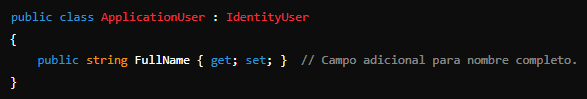 public class ApplicationUser : IdentityUser
{
    public string FullName { get; set; }  // Campo adicional para nombre completo.
}